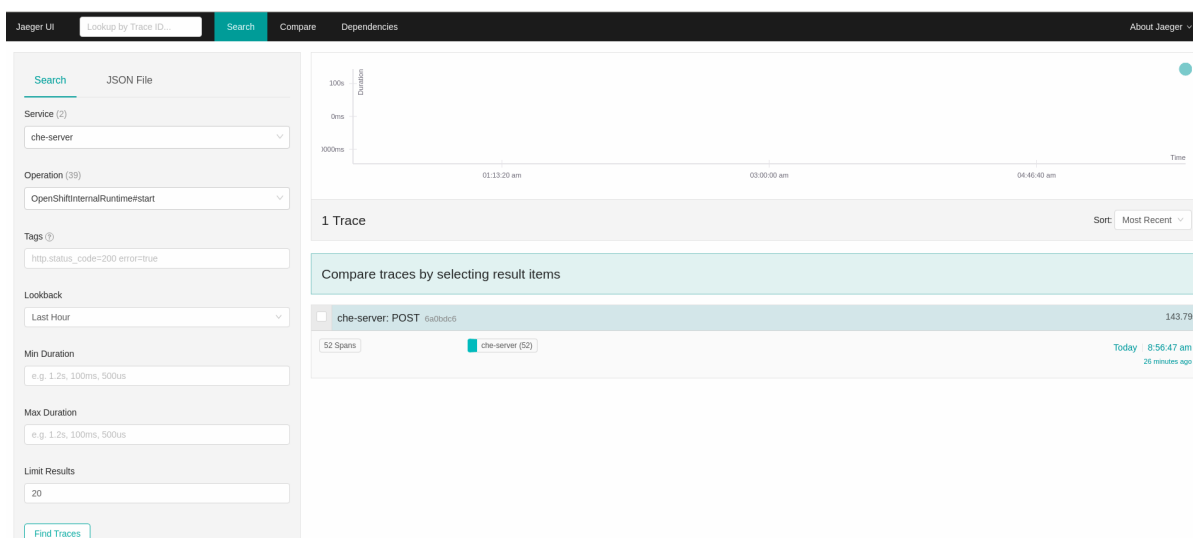 Jaeger UI Lookup by Trace ID... Search Compare Dependencies About Jaeger
Search JSON File
Service (2)
che-server
Operation (39)
OpenShiftInternalRuntime#start
Tags
http.status_code=200 error=true
Lookback
Last Hour
Min Duration
e.g. 1.2s, 100ms, 500us
Max Duration
e.g. 1.2s, 100ms, 500us
Limit Results
20
Find Traces
Duration
100s
0ms
0000ms
Time
01:13:20 am 03:00:00 am 04:46:40 am
1 Trace Sort: Most Recent
Compare traces by selecting result items
che-server: POST 6a0bdc6 143.79
52 Spans che-server (52) Today 8:56:47 am
26 minutes ago